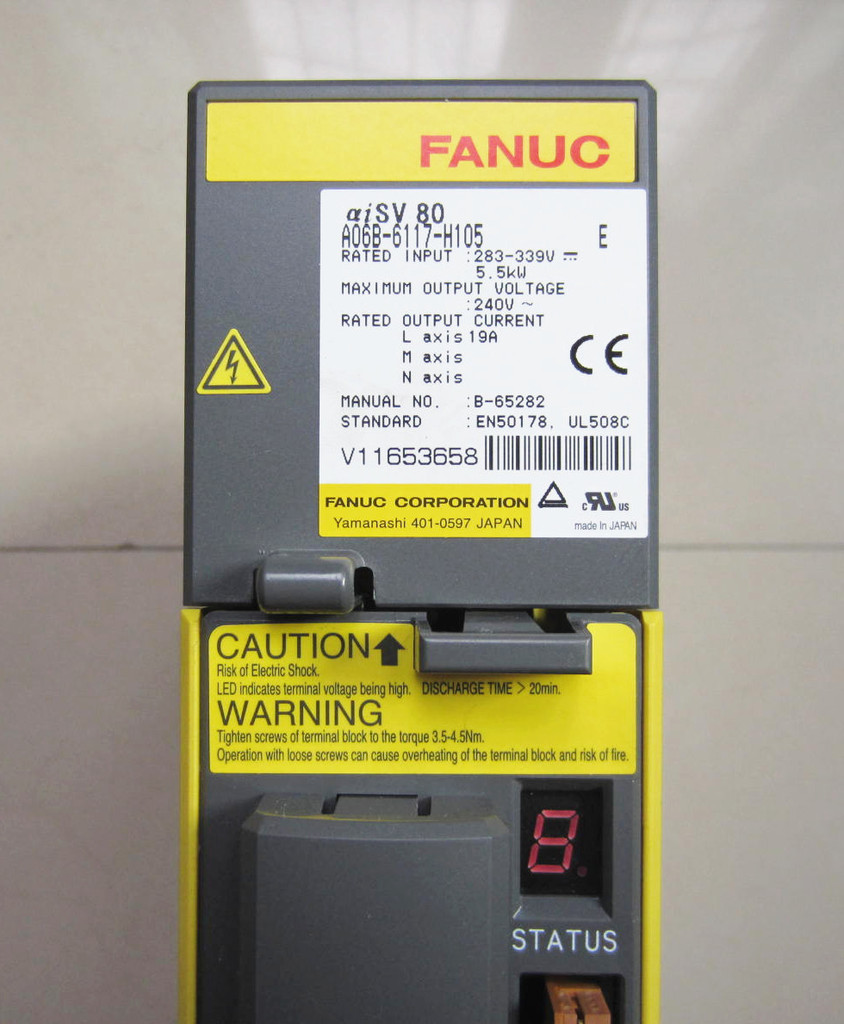 FANUC
αiSV 80
A06B-6117-H105 E
RATED INPUT :283-339V ⎓
5.5kW
MAXIMUM OUTPUT VOLTAGE
:240V ~
RATED OUTPUT CURRENT
L axis 19A
M axis
N axis
CE
MANUAL NO. :B-65282
STANDARD :EN50178, UL508C
V11653658
FANUC CORPORATION
Yamanashi 401-0597 JAPAN
c RU us
made in JAPAN
CAUTION
Risk of Electric Shock.
LED indicates terminal voltage being high. DISCHARGE TIME > 20min.
WARNING
Tighten screws of terminal block to the torque 3.5-4.5Nm.
Operation with loose screws can cause overheating of the terminal block and risk of fire.
8.
STATUS